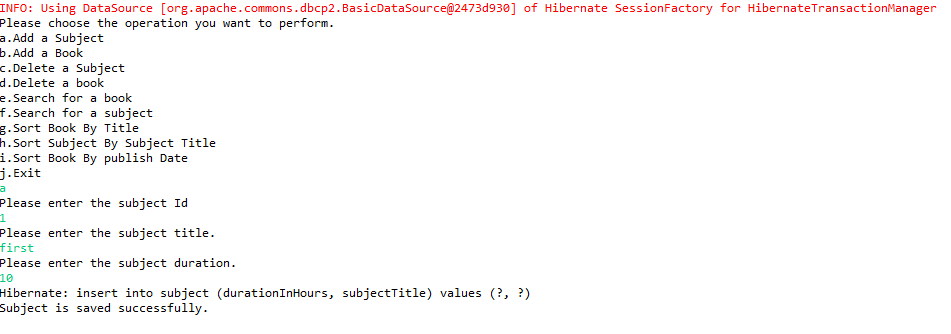 INFO: Using DataSource [org.apache.commons.dbcp2.BasicDataSource@2473d930] of Hibernate SessionFactory for HibernateTransactionManager
Please choose the operation you want to perform.
a.Add a Subject
b.Add a Book
c.Delete a Subject
d.Delete a book
e.Search for a book
f.Search for a subject
g.Sort Book By Title
h.Sort Subject By Subject Title
i.Sort Book By publish Date
j.Exit
a
Please enter the subject Id
1
Please enter the subject title.
first
Please enter the subject duration.
10
Hibernate: insert into subject (durationInHours, subjectTitle) values (?, ?)
Subject is saved successfully.